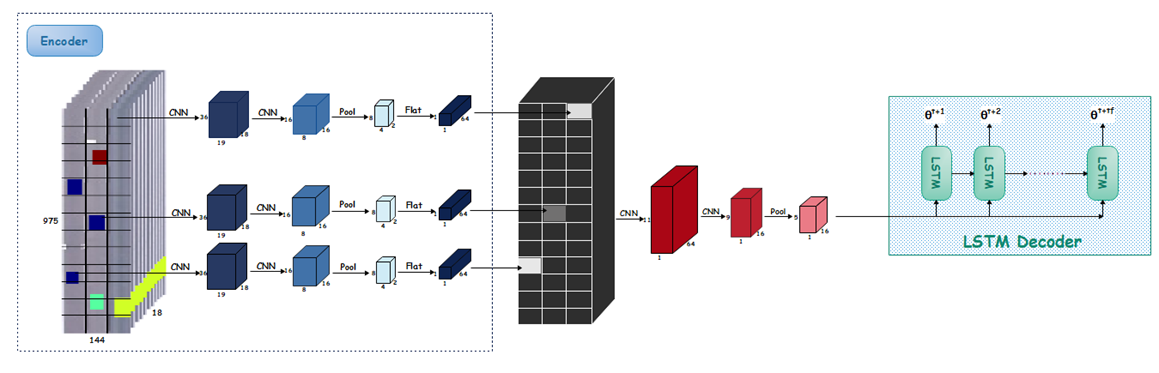 Encoder
975
144
18
CNN
36
19
18
CNN
16
8
16
Pool
8
4
2
Flat
1
1
64
CNN
36
19
18
CNN
16
8
16
Pool
8
4
2
Flat
1
1
64
CNN
36
19
18
CNN
16
8
16
Pool
8
4
2
Flat
1
1
64
CNN
11
1
64
CNN
9
1
16
Pool
5
1
16
θᵀ⁺¹
θᵀ⁺²
θᵀ⁺ᵀᶠ
LSTM
LSTM
LSTM
LSTM Decoder